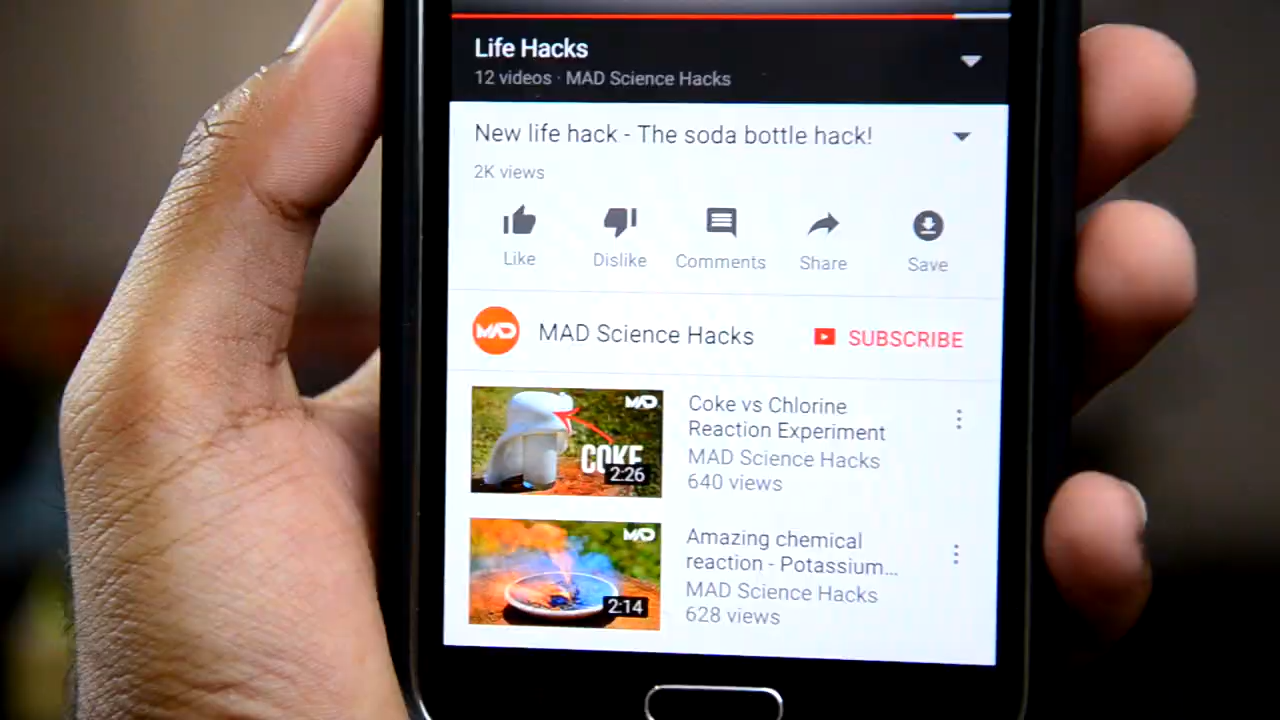 Life Hacks
12 videos · MAD Science Hacks
New life hack - The soda bottle hack!
2K views
Like
Dislike
Comments
Share
Save
MAD
MAD Science Hacks
SUBSCRIBE
MAD
COKE
2:26
Coke vs Chlorine
Reaction Experiment
MAD Science Hacks
640 views
MAD
2:14
Amazing chemical
reaction - Potassium...
MAD Science Hacks
628 views